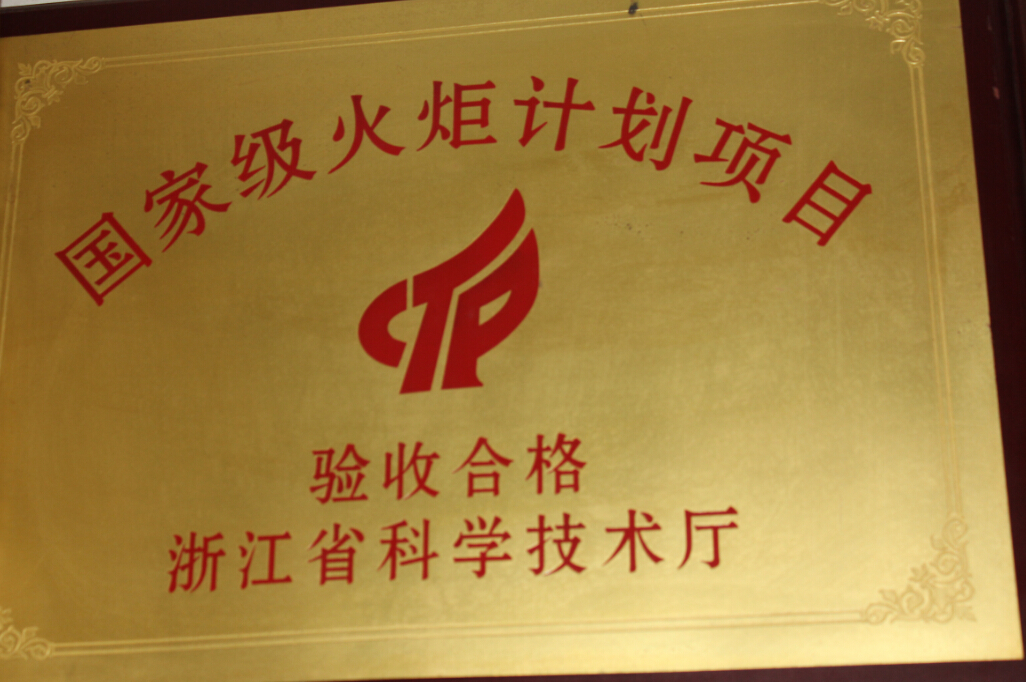 国家级火炬计划项目
CTP
验收合格
浙江省科学技术厅